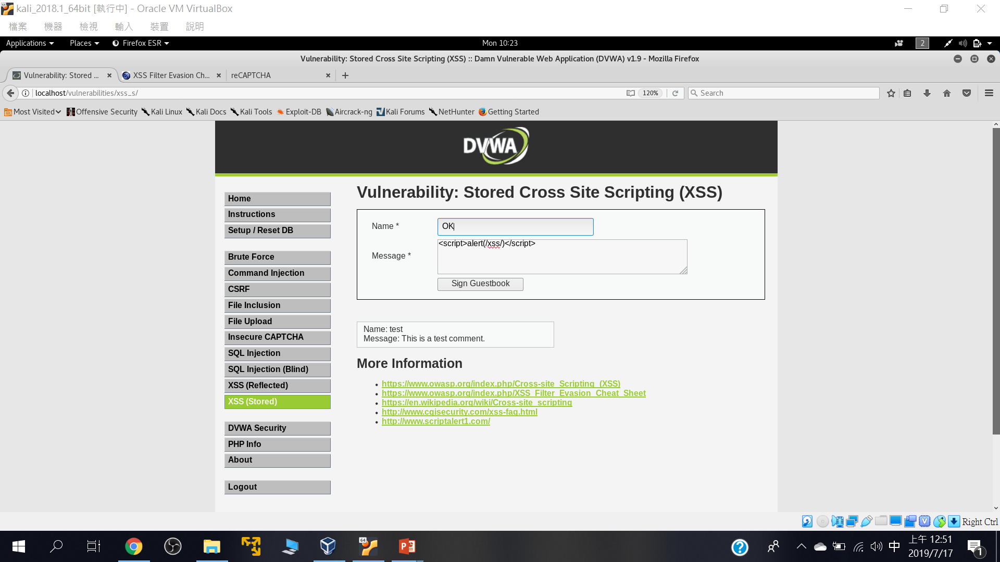 kali_2018.1_64bit [執行中] - Oracle VM VirtualBox
檔案 機器 檢視 輸入 裝置 說明
Applications Places Firefox ESR Mon 10:23 2
Vulnerability: Stored Cross Site Scripting (XSS) :: Damn Vulnerable Web Application (DVWA) v1.9 - Mozilla Firefox
Vulnerability: Stored ... XSS Filter Evasion Ch... reCAPTCHA
localhost/vulnerabilities/xss_s/ 120% Search
Most Visited Offensive Security Kali Linux Kali Docs Kali Tools Exploit-DB Aircrack-ng Kali Forums NetHunter Getting Started
DVWA
Home
Instructions
Setup / Reset DB
Brute Force
Command Injection
CSRF
File Inclusion
File Upload
Insecure CAPTCHA
SQL Injection
SQL Injection (Blind)
XSS (Reflected)
XSS (Stored)
DVWA Security
PHP Info
About
Logout
Vulnerability: Stored Cross Site Scripting (XSS)
Name * OK
Message * <script>alert(/xss/)</script>
Sign Guestbook
Name: test
Message: This is a test comment.
More Information
https://www.owasp.org/index.php/Cross-site_Scripting_(XSS)
https://www.owasp.org/index.php/XSS_Filter_Evasion_Cheat_Sheet
https://en.wikipedia.org/wiki/Cross-site_scripting
http://www.cgisecurity.com/xss-faq.html
http://www.scriptalert1.com/
Right Ctrl
64
中 上午 12:51
2019/7/17
1